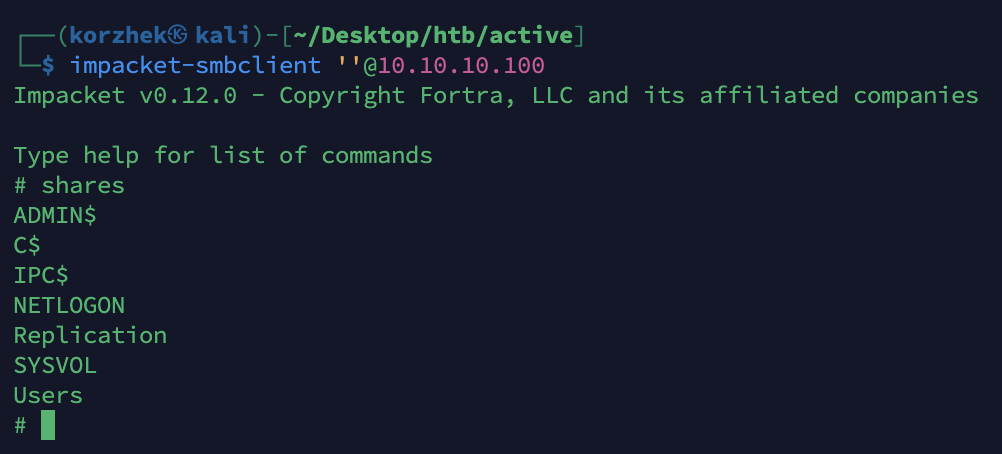 ┌──(korzhek㉿kali)-[~/Desktop/htb/active]
└─$ impacket-smbclient ''@10.10.10.100
Impacket v0.12.0 - Copyright Fortra, LLC and its affiliated companies
Type help for list of commands
# shares
ADMIN$
C$
IPC$
NETLOGON
Replication
SYSVOL
Users
#